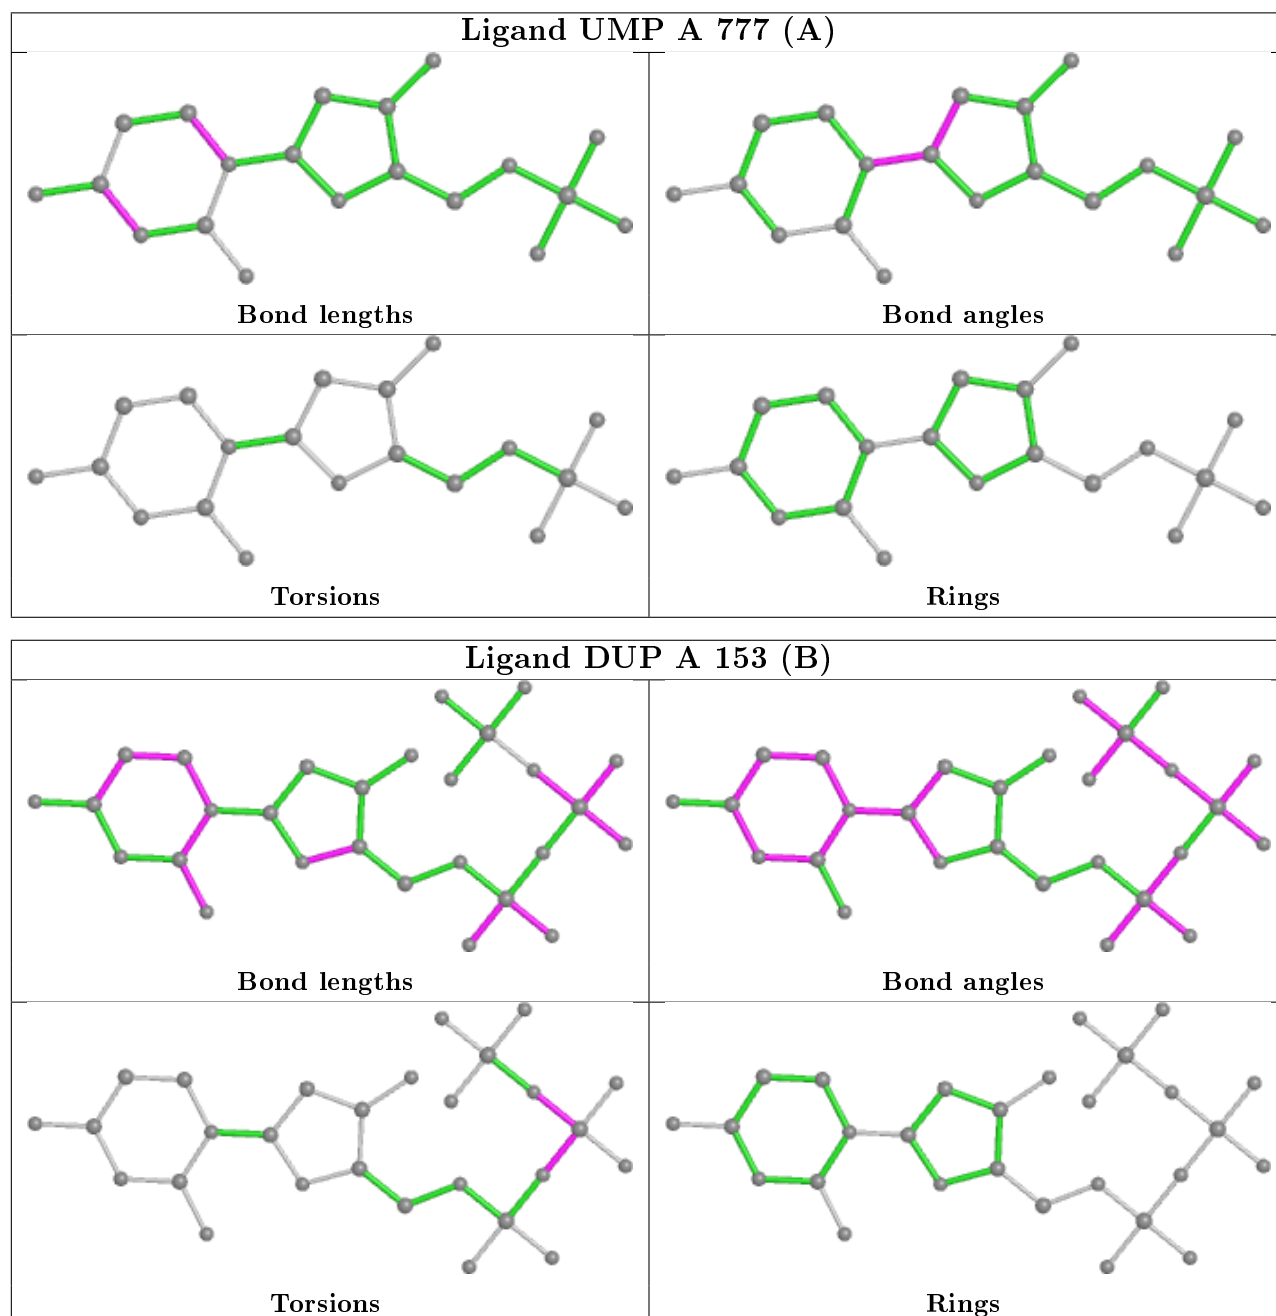 Ligand UMP A 777 (A)
Bond lengths
Bond angles
Torsions
Rings
Ligand DUP A 153 (B)
Bond lengths
Bond angles
Torsions
Rings